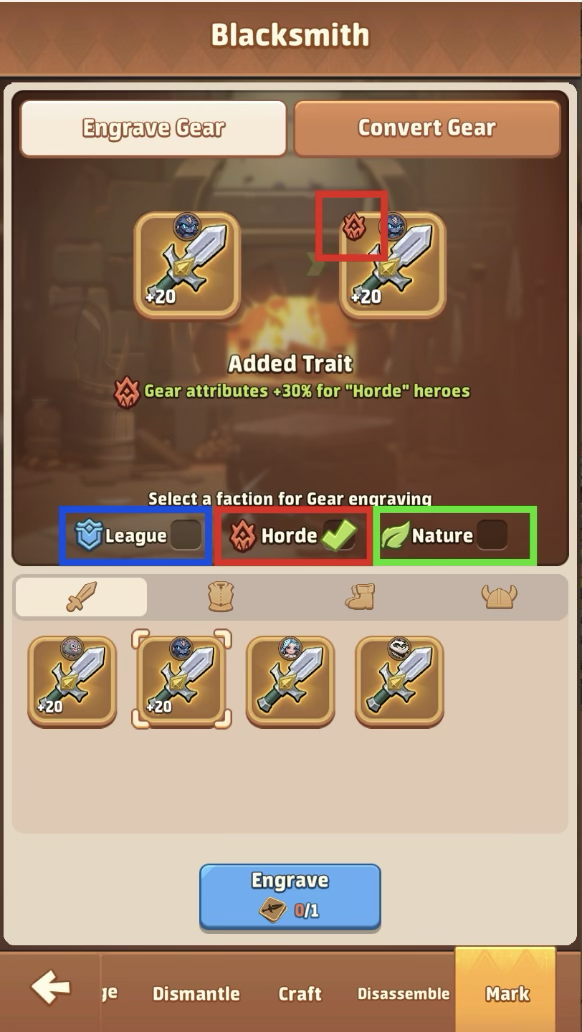 Blacksmith
Engrave Gear
Convert Gear
+20
+20
Added Trait
Gear attributes +30% for "Horde" heroes
Select a faction for Gear engraving
League
Horde
Nature
+20
+20
Engrave
0/1
ge Dismantle Craft Disassemble Mark